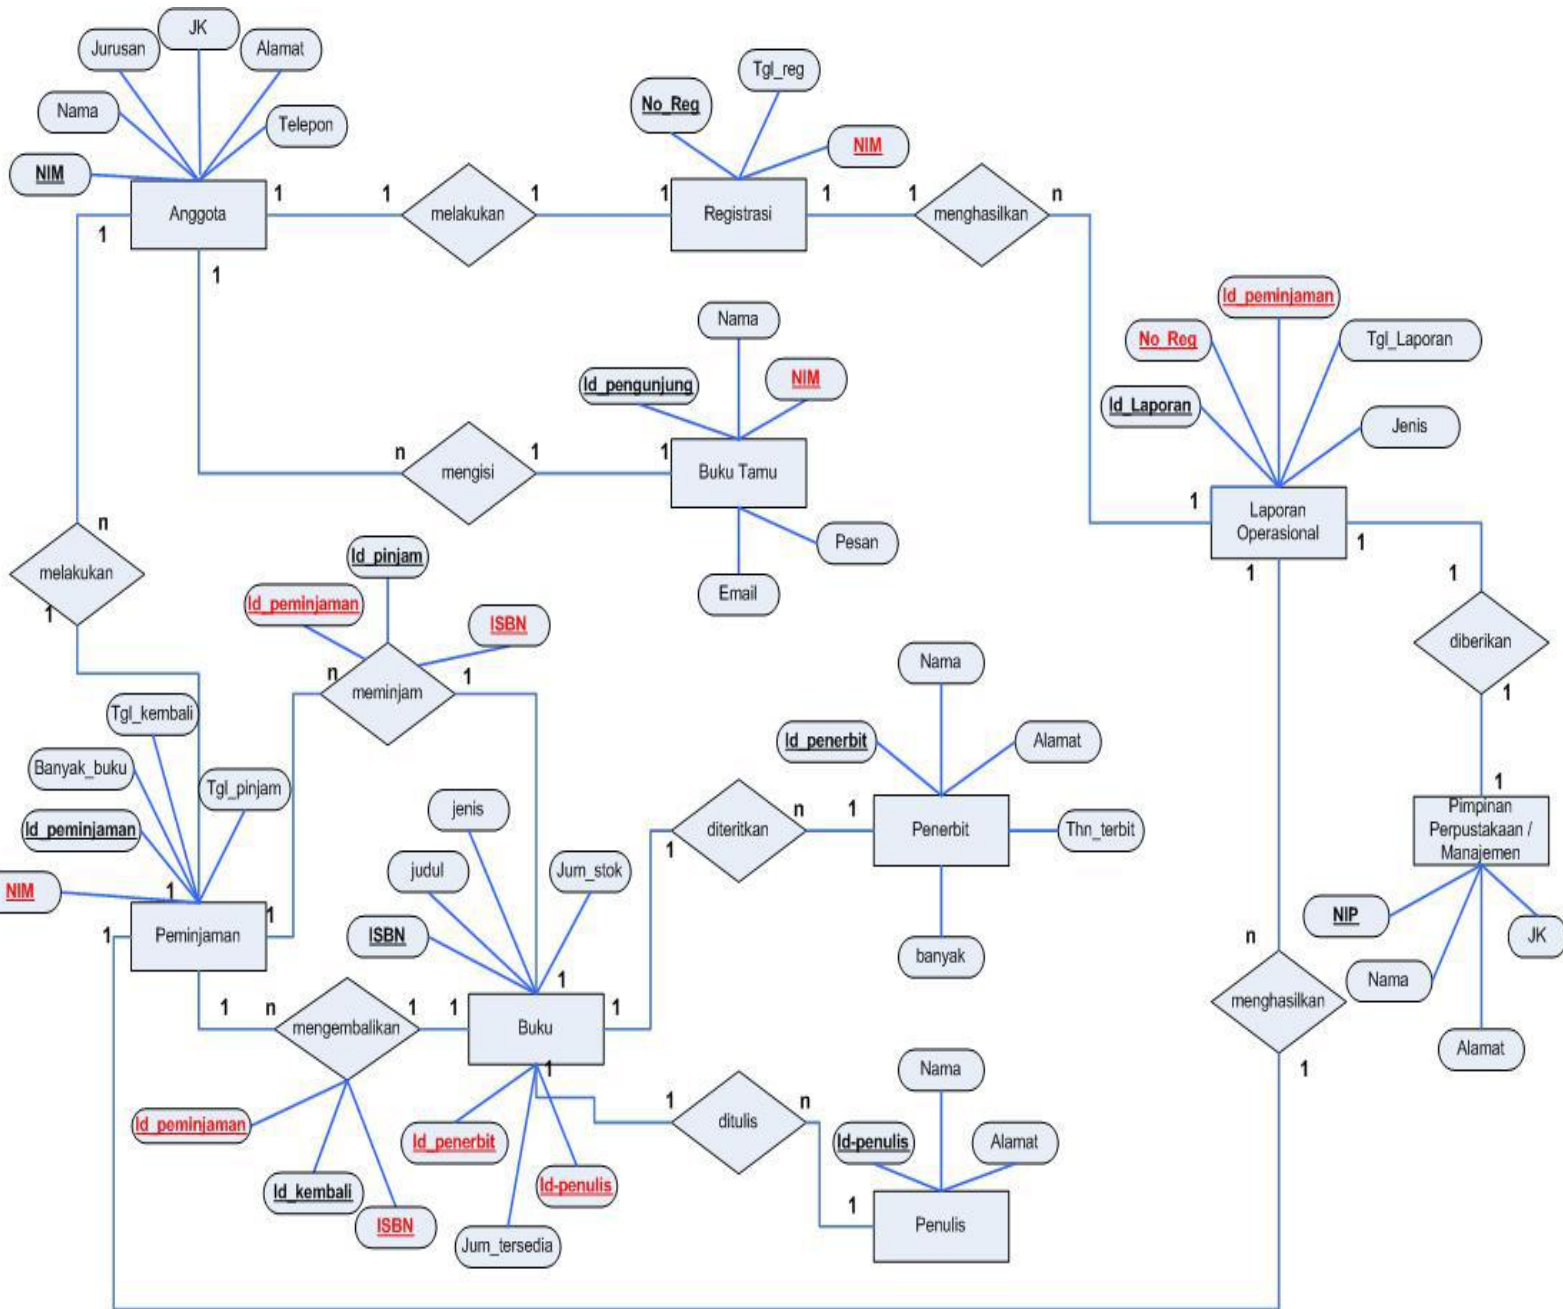 JK
Jurusan
Alamat
Nama
Telepon
NIM
Anggota
1
1
melakukan
1
1
No_Reg
Tgl_reg
NIM
Registrasi
1
1
menghasilkan
n
1
1
Nama
Id_pengunjung
NIM
n
mengisi
1
1
Buku Tamu
Pesan
Email
Id_peminjaman
No_Reg
Tgl_Laporan
Id_Laporan
Jenis
1
Laporan
Operasional
1
1
1
diberikan
1
1
Pimpinan
Perpustakaan /
Manajemen
NIP
JK
Nama
Alamat
n
melakukan
1
Id_pinjam
Id_peminjaman
ISBN
n
meminjam
1
Tgl_kembali
Banyak_buku
Tgl_pinjam
Id_peminjaman
NIM
1
1
1
Peminjaman
jenis
judul
Jum_stok
ISBN
1
Buku
1
1
1
n
mengembalikan
1
1
Id_peminjaman
Id_kembali
ISBN
Id_penerbit
Id-penulis
Jum_tersedia
1
diteritkan
n
1
Nama
Id_penerbit
Alamat
Penerbit
Thn_terbit
banyak
1
ditulis
n
1
Nama
Id-penulis
Alamat
Penulis
n
menghasilkan
1